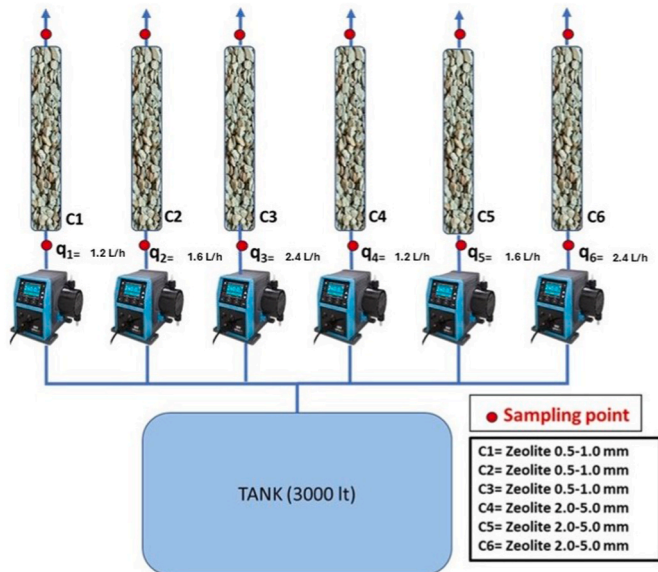 C1
C2
C3
C4
C5
C6
q1= 1.2 L/h
q2= 1.6 L/h
q3= 2.4 L/h
q4= 1.2 L/h
q5= 1.6 L/h
q6= 2.4 L/h
TANK (3000 lt)
Sampling point
C1= Zeolite 0.5-1.0 mm
C2= Zeolite 0.5-1.0 mm
C3= Zeolite 0.5-1.0 mm
C4= Zeolite 2.0-5.0 mm
C5= Zeolite 2.0-5.0 mm
C6= Zeolite 2.0-5.0 mm